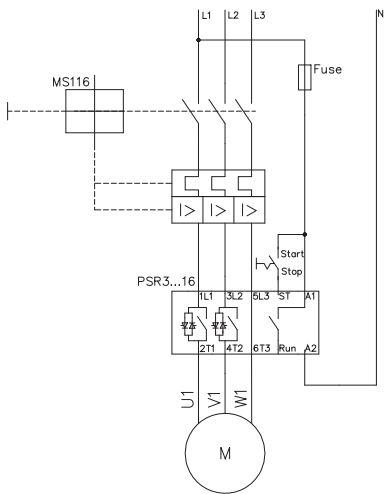 L1 L2 L3 N
Fuse
MS116
I> I> I>
Start
Stop
PSR3...16
1L1 3L2 5L3 ST A1
2T1 4T2 6T3 Run A2
U1 V1 W1
M